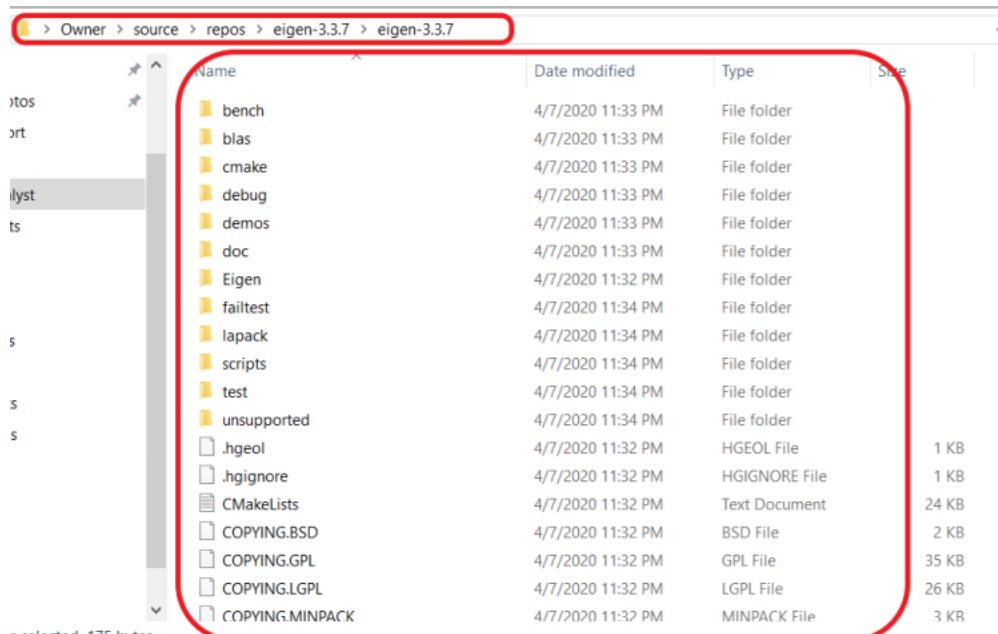 > Owner > source > repos > eigen-3.3.7 > eigen-3.3.7
Name Date modified Type Size
otos
ort
lyst
ts
s
rs
s
bench 4/7/2020 11:33 PM File folder
blas 4/7/2020 11:33 PM File folder
cmake 4/7/2020 11:33 PM File folder
debug 4/7/2020 11:33 PM File folder
demos 4/7/2020 11:33 PM File folder
doc 4/7/2020 11:33 PM File folder
Eigen 4/7/2020 11:32 PM File folder
failtest 4/7/2020 11:34 PM File folder
lapack 4/7/2020 11:34 PM File folder
scripts 4/7/2020 11:34 PM File folder
test 4/7/2020 11:34 PM File folder
unsupported 4/7/2020 11:34 PM File folder
.hgeol 4/7/2020 11:32 PM HGEOL File 1 KB
.hgignore 4/7/2020 11:32 PM HGIGNORE File 1 KB
CMakeLists 4/7/2020 11:32 PM Text Document 24 KB
COPYING.BSD 4/7/2020 11:32 PM BSD File 2 KB
COPYING.GPL 4/7/2020 11:32 PM GPL File 35 KB
COPYING.LGPL 4/7/2020 11:32 PM LGPL File 26 KB
COPYING.MINPACK 4/7/2020 11:32 PM MINPACK File 3 KB
selected 175 bytes